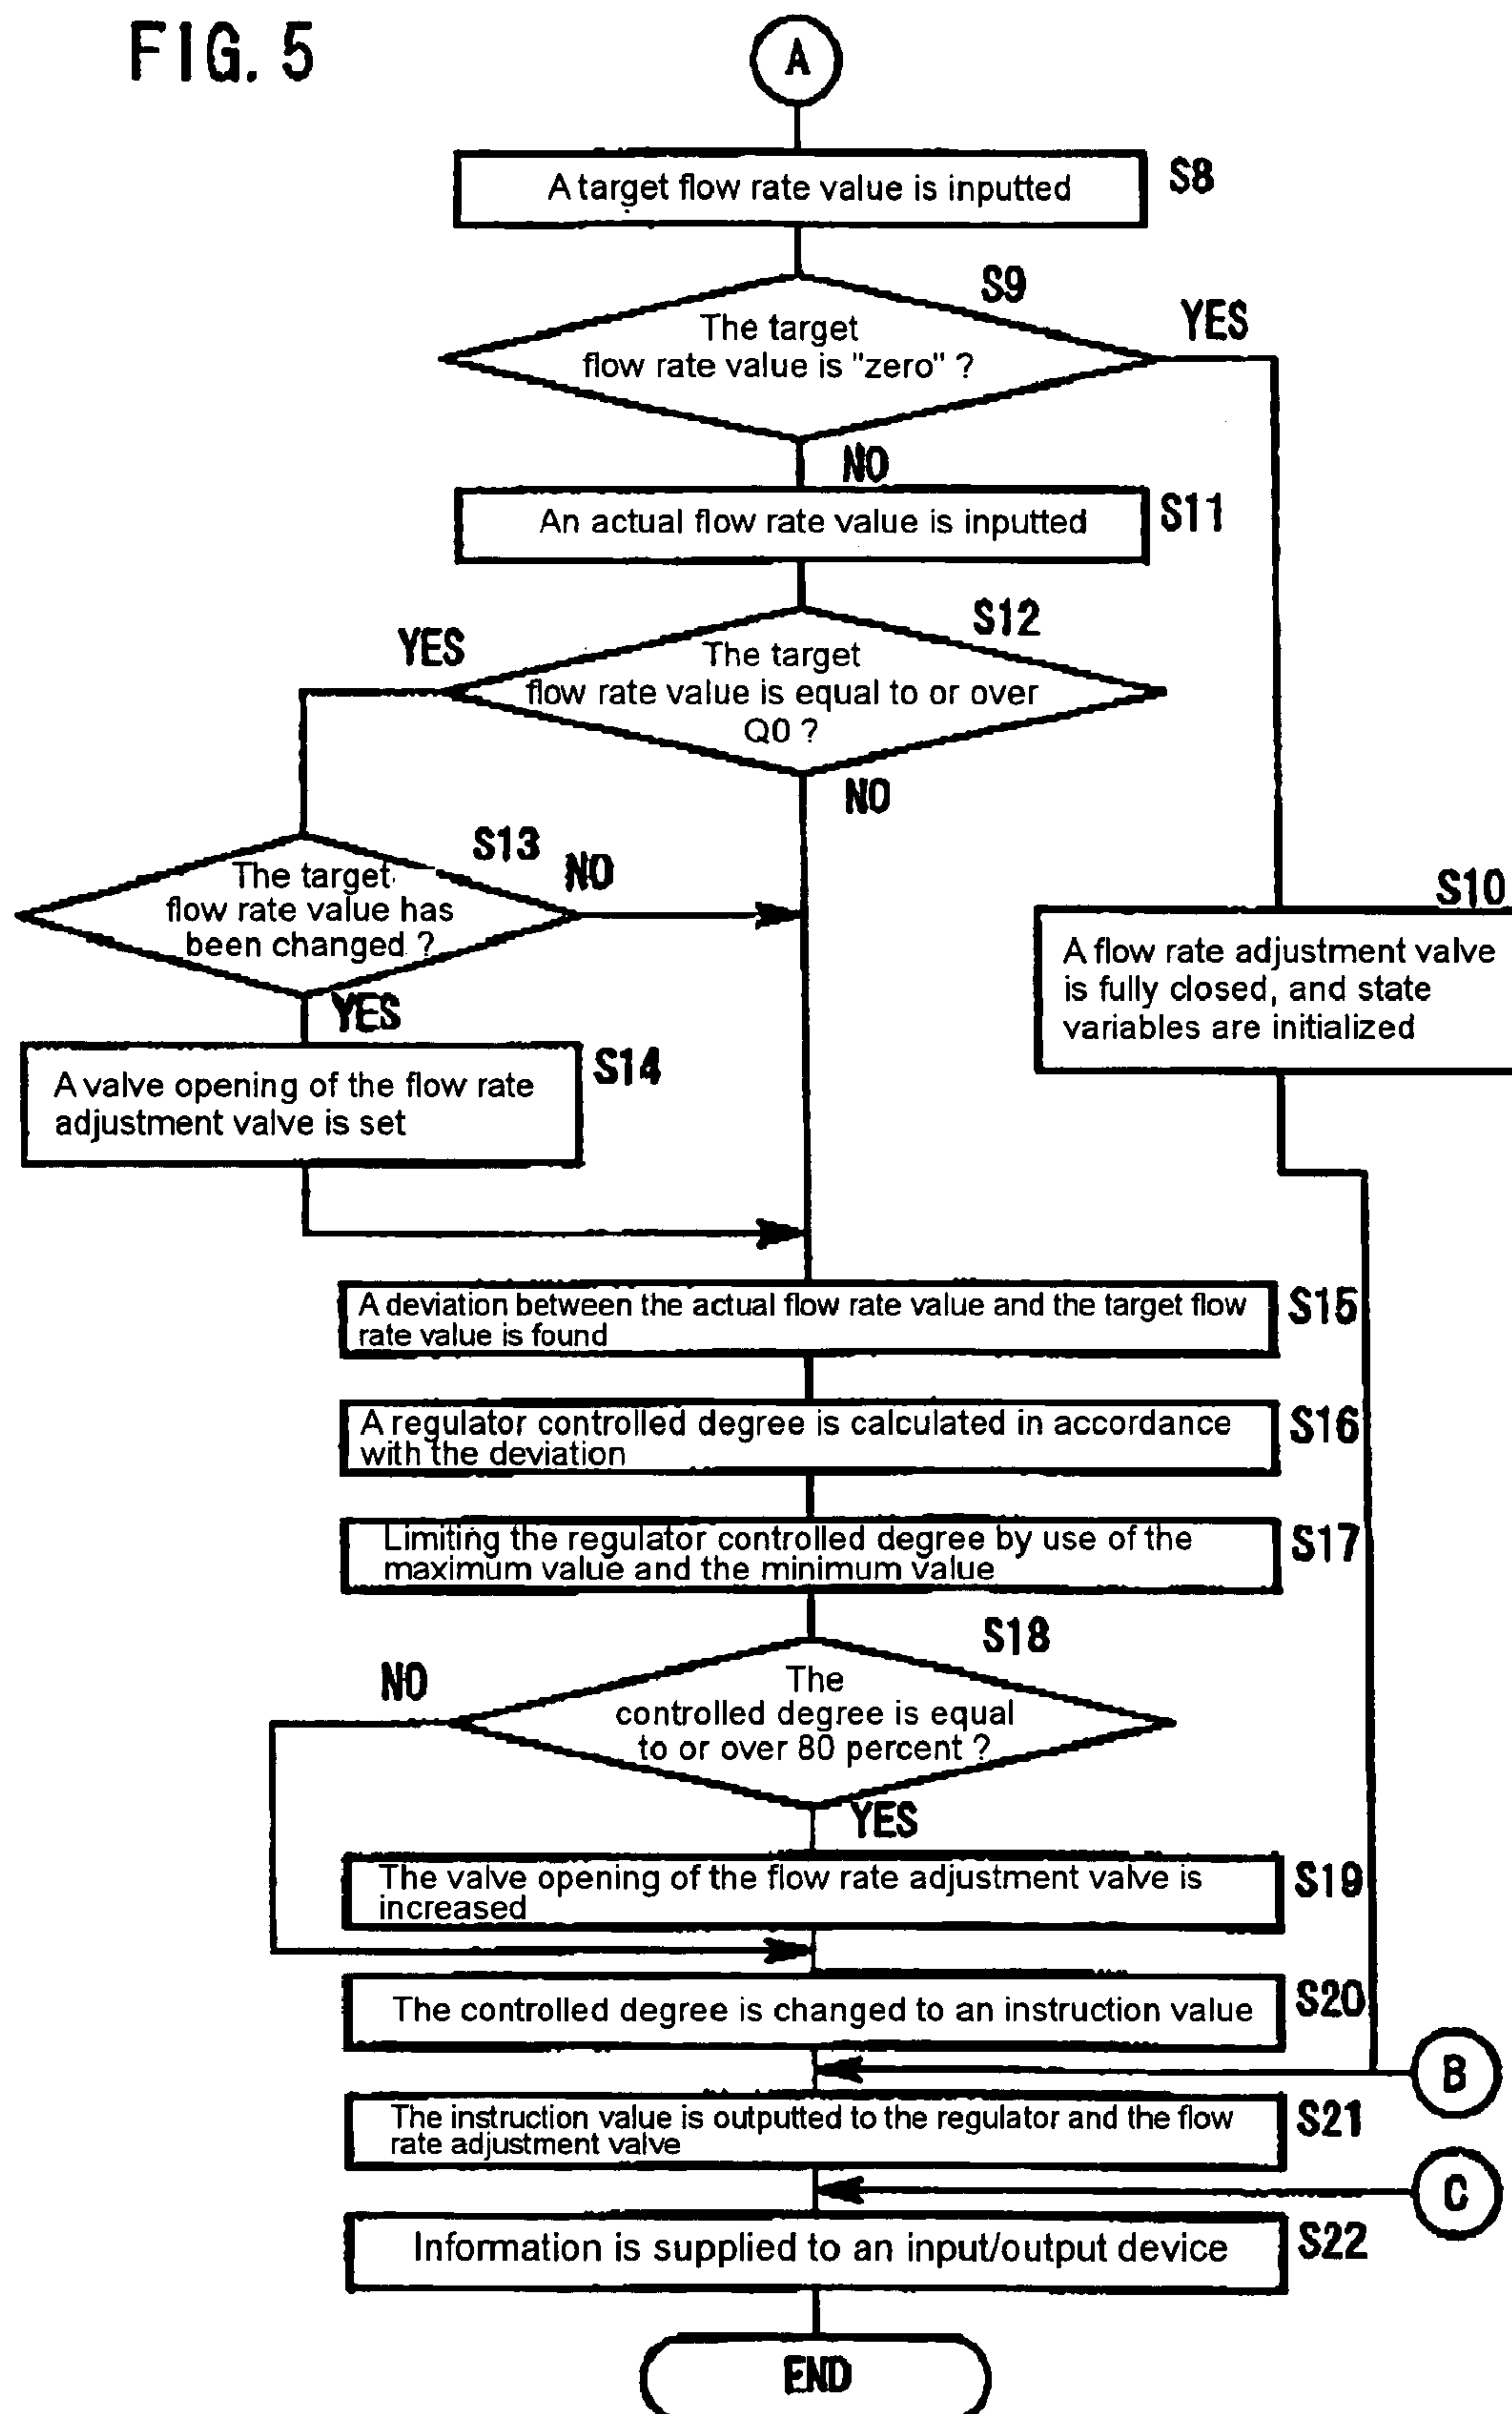 FIG. 5
A
A target flow rate value is inputted
S8
S9
The target
flow rate value is "zero" ?
YES
NO
An actual flow rate value is inputted
S11
S12
YES
The target
flow rate value is equal to or over
Q0 ?
NO
S13
The target
flow rate value has
been changed ?
NO
YES
S10
A flow rate adjustment valve
is fully closed, and state
variables are initialized
A valve opening of the flow rate
adjustment valve is set
S14
A deviation between the actual flow rate value and the target flow
rate value is found
S15
A regulator controlled degree is calculated in accordance
with the deviation
S16
Limiting the regulator controlled degree by use of the
maximum value and the minimum value
S17
S18
NO
The
controlled degree is equal
to or over 80 percent ?
YES
The valve opening of the flow rate adjustment valve is
increased
S19
The controlled degree is changed to an instruction value
S20
B
The instruction value is outputted to the regulator and the flow
rate adjustment valve
S21
C
Information is supplied to an input/output device
S22
END